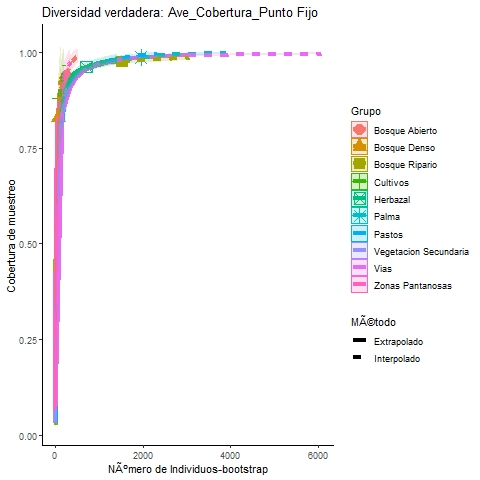 Diversidad verdadera: Ave_Cobertura_Punto Fijo
Cobertura de muestreo
1.00
0.75
0.50
0.25
0.00
0
2000
4000
6000
NÃºmero de Individuos-bootstrap
Grupo
Bosque Abierto
Bosque Denso
Bosque Ripario
Cultivos
Herbazal
Palma
Pastos
Vegetacion Secundaria
Vias
Zonas Pantanosas
MÃ©todo
Extrapolado
Interpolado